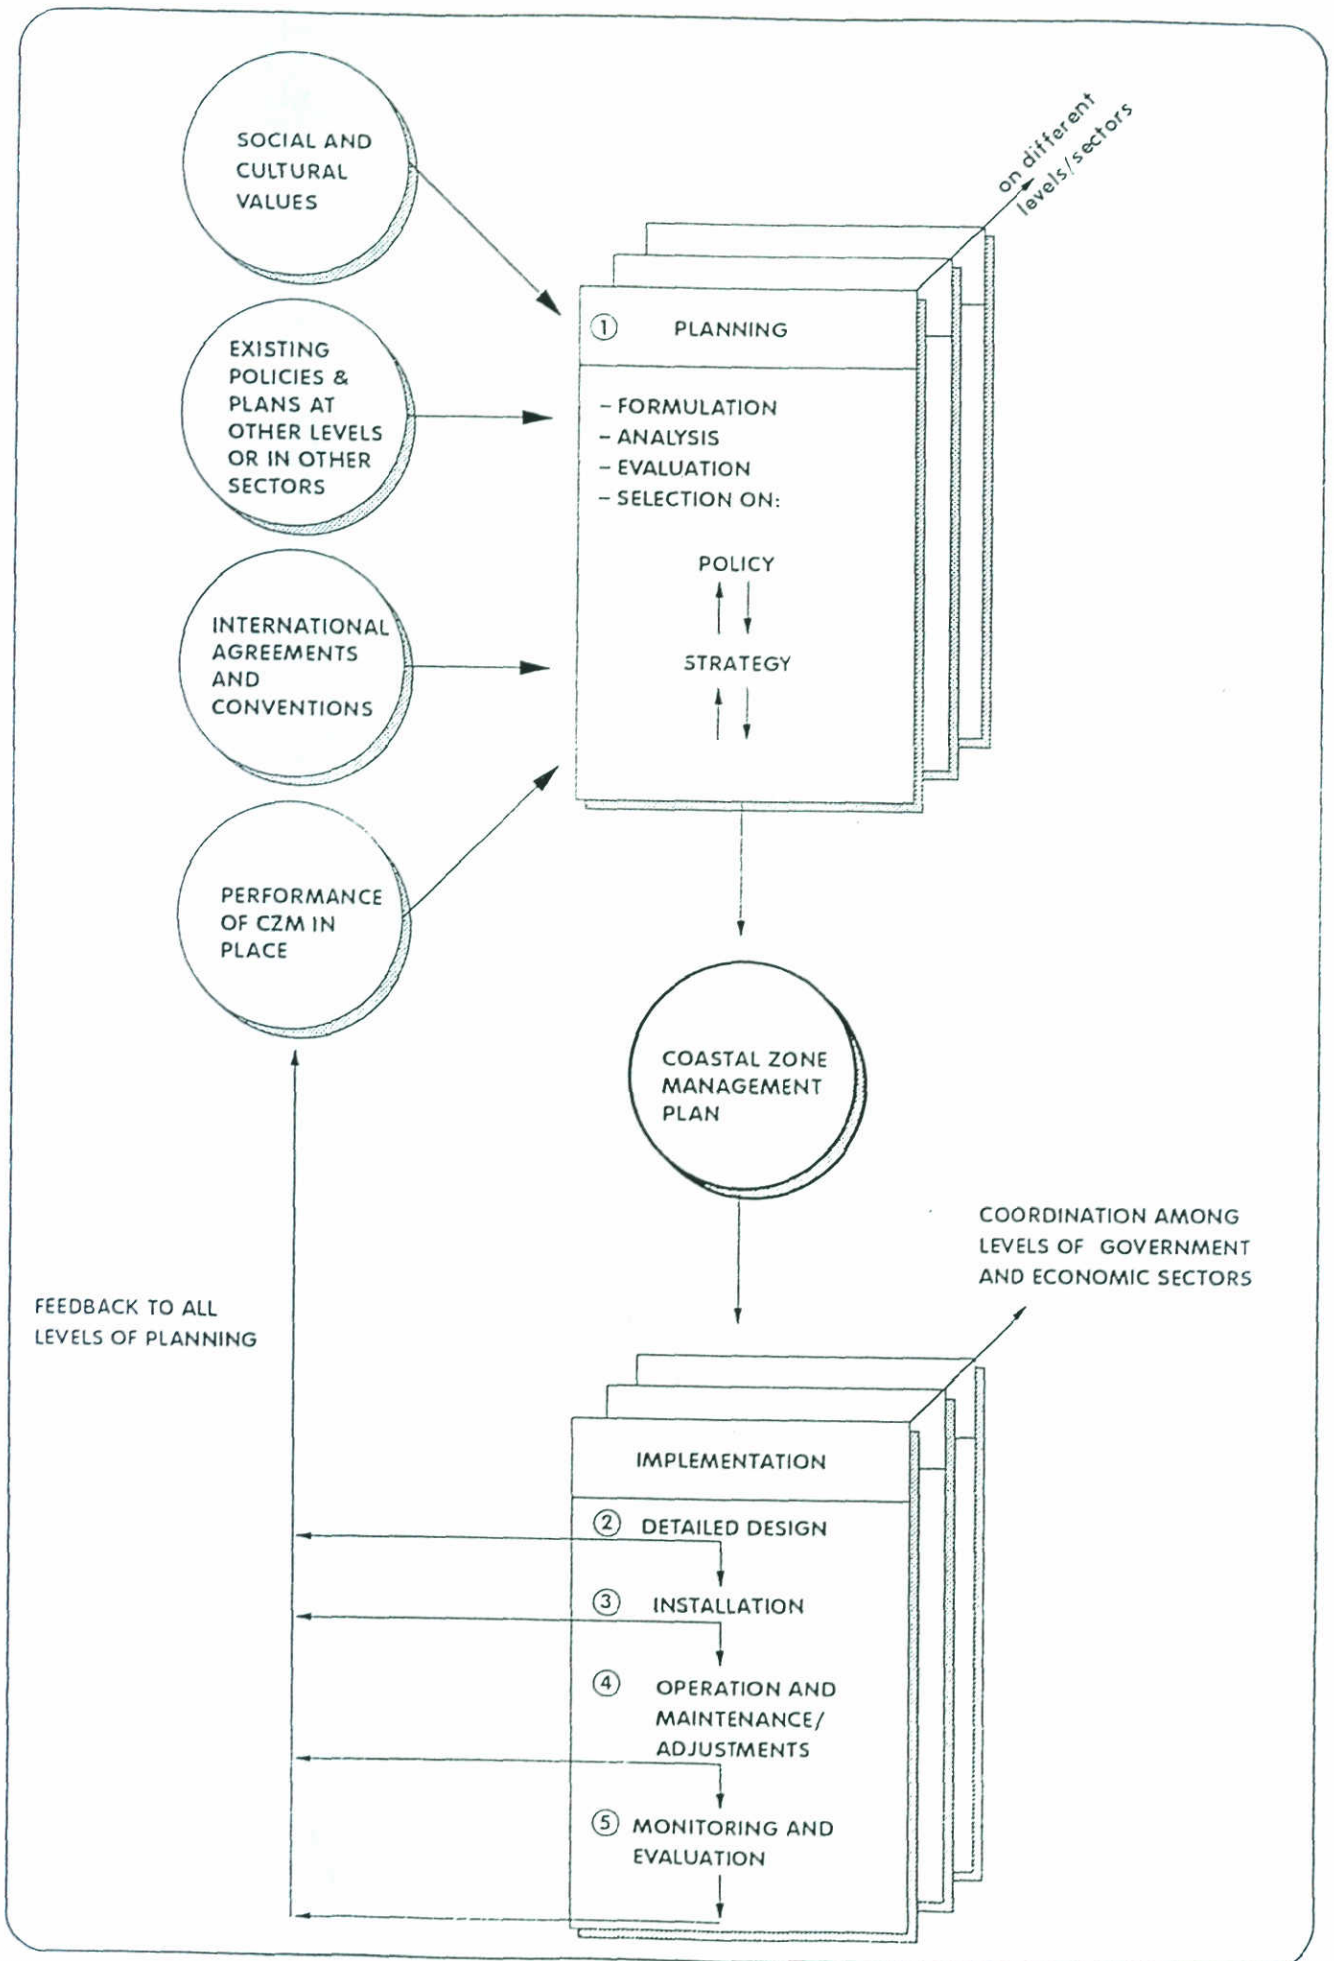 SOCIAL AND
CULTURAL
VALUES
on different
levels/sectors
EXISTING
POLICIES &
PLANS AT
OTHER LEVELS
OR IN OTHER
SECTORS
① PLANNING
– FORMULATION
– ANALYSIS
– EVALUATION
– SELECTION ON:
POLICY
STRATEGY
INTERNATIONAL
AGREEMENTS
AND
CONVENTIONS
PERFORMANCE
OF CZM IN
PLACE
COASTAL ZONE
MANAGEMENT
PLAN
COORDINATION AMONG
LEVELS OF GOVERNMENT
AND ECONOMIC SECTORS
FEEDBACK TO ALL
LEVELS OF PLANNING
IMPLEMENTATION
② DETAILED DESIGN
③ INSTALLATION
④ OPERATION AND
MAINTENANCE/
ADJUSTMENTS
⑤ MONITORING AND
EVALUATION